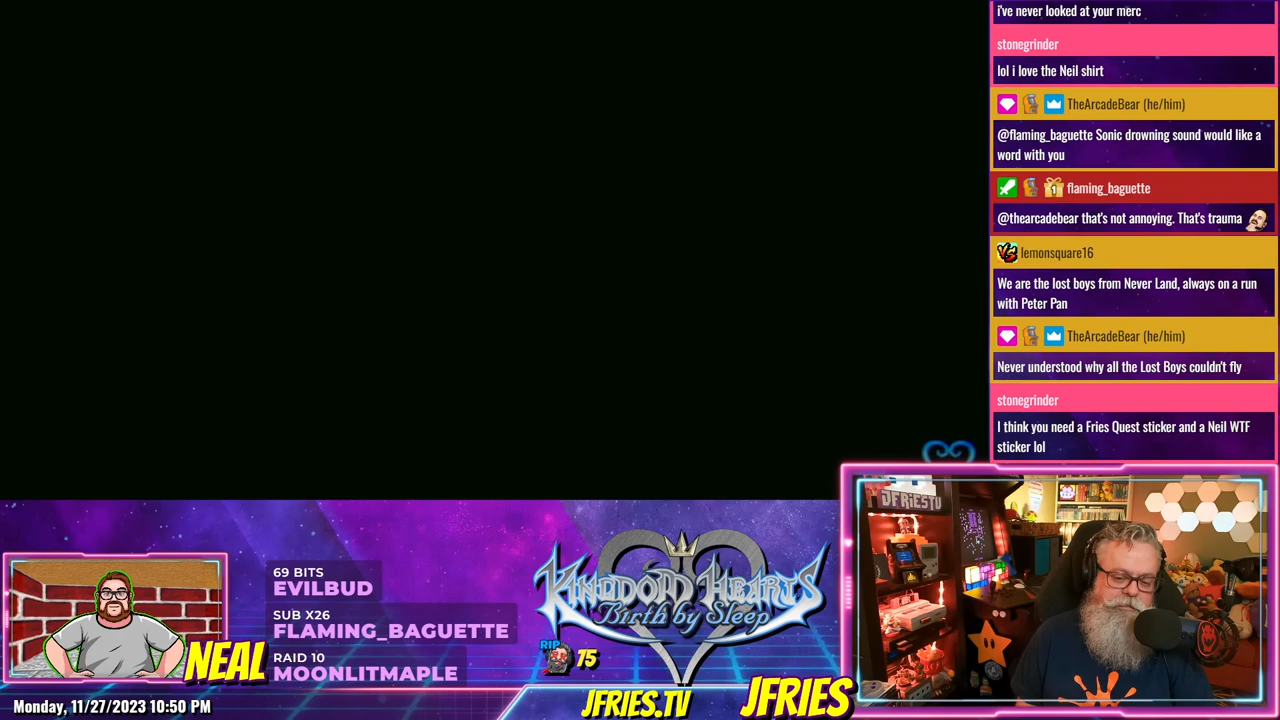 i've never looked at your merc
stonegrinder
lol i love the Neil shirt
TheArcadeBear (he/him)
@flaming_baguette Sonic drowning sound would like a
word with you
flaming_baguette
@thearcadebear that's not annoying. That's trauma
lemonsquare16
We are the lost boys from Never Land, always on a run
with Peter Pan
TheArcadeBear (he/him)
Never understood why all the Lost Boys couldn't fly
stonegrinder
I think you need a Fries Quest sticker and a Neil WTF
sticker lol
JFRIESTV
69 BITS
EVILBUD
SUB X26
FLAMING_BAGUETTE
RAID 10
MOONLITMAPLE
NEAL
KINGDOM HEARTS
Birth by Sleep
RIP
75
JFRIES.TV
JFRIES
Monday, 11/27/2023 10:50 PM